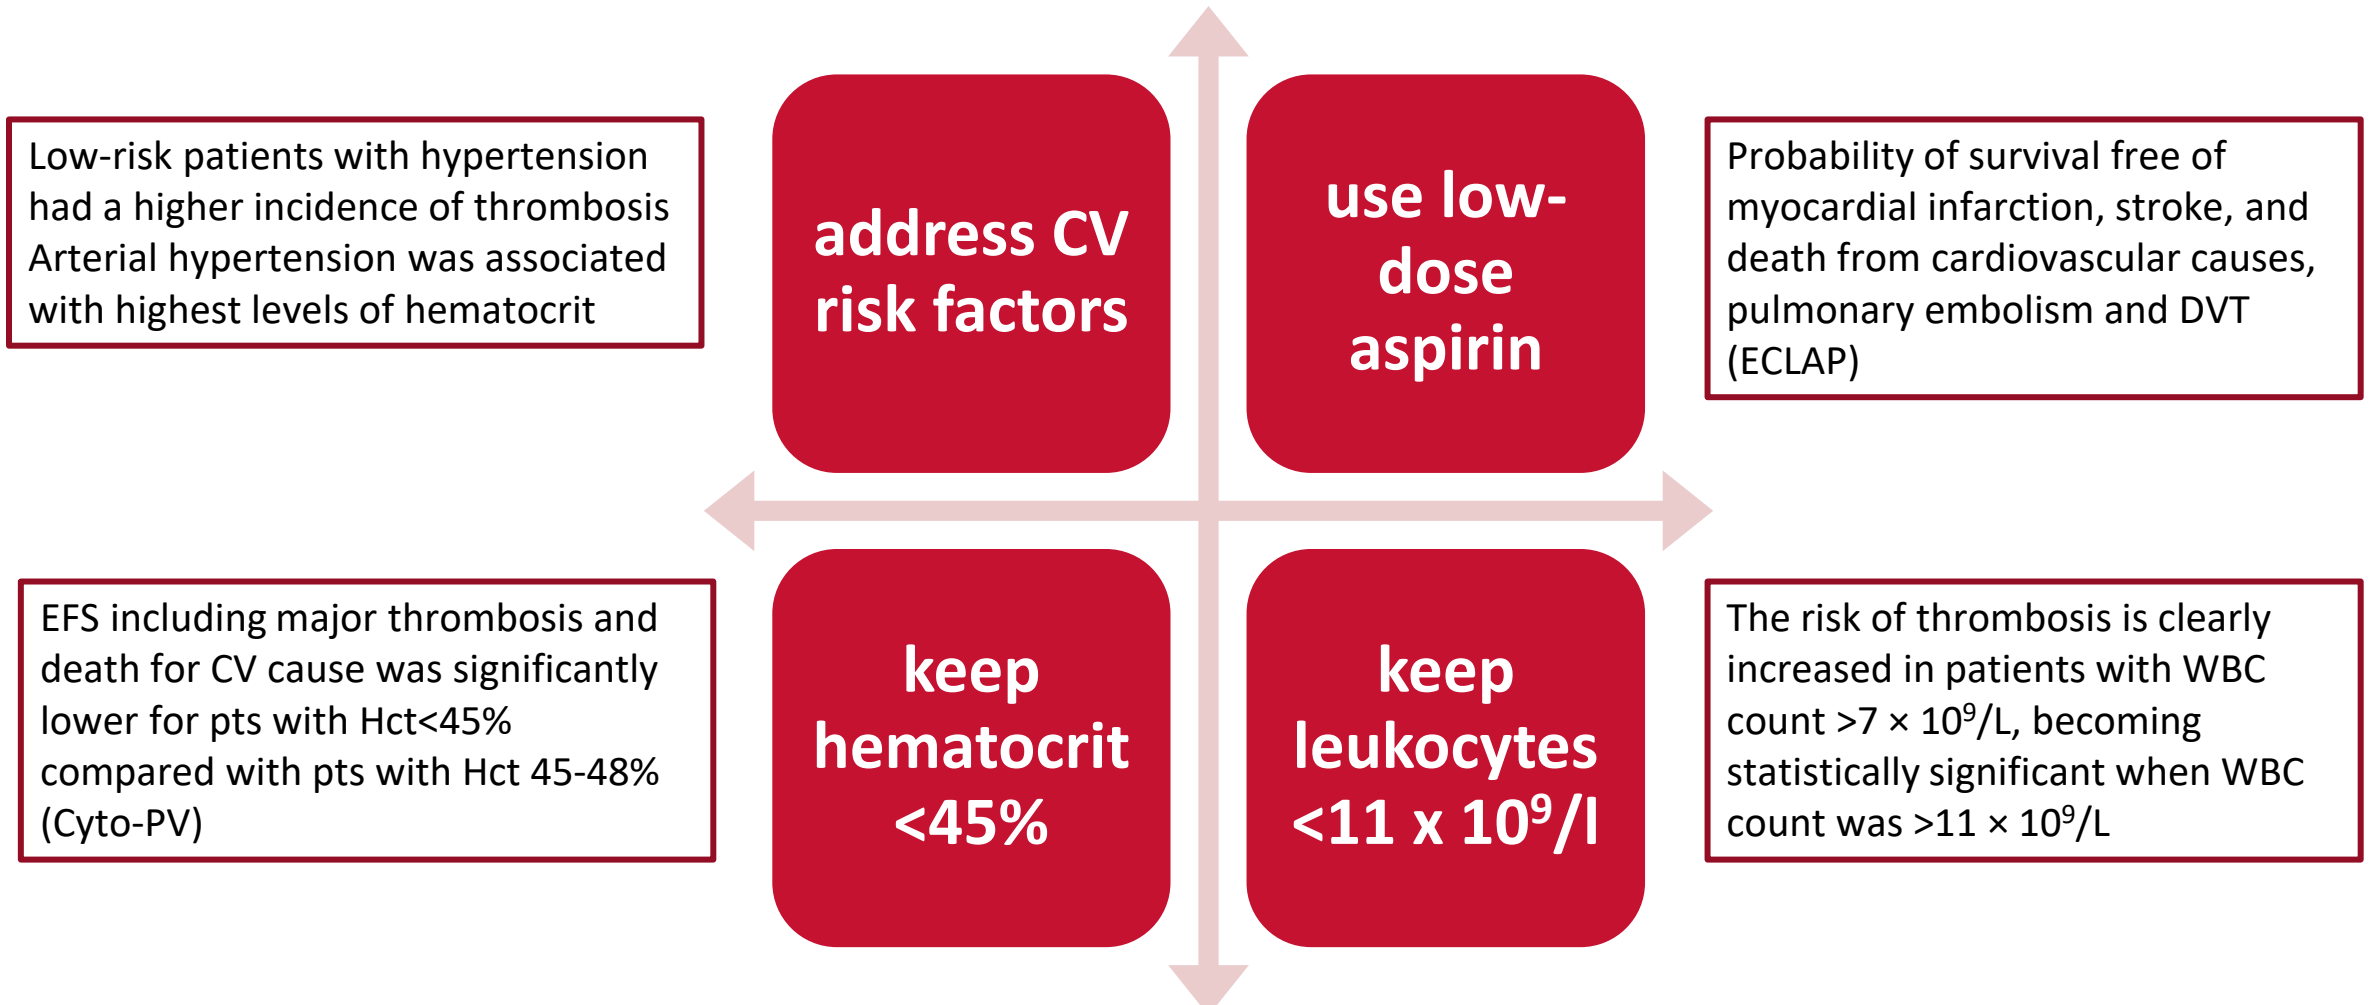 Low-risk patients with hypertension
had a higher incidence of thrombosis
Arterial hypertension was associated
with highest levels of hematocrit
address CV
risk factors
use low-
dose
aspirin
Probability of survival free of
myocardial infarction, stroke, and
death from cardiovascular causes,
pulmonary embolism and DVT
(ECLAP)
EFS including major thrombosis and
death for CV cause was significantly
lower for pts with Hct<45%
compared with pts with Hct 45-48%
(Cyto-PV)
keep
hematocrit
<45%
keep
leukocytes
<11 x 10⁹/l
The risk of thrombosis is clearly
increased in patients with WBC
count >7 × 10⁹/L, becoming
statistically significant when WBC
count was >11 × 10⁹/L